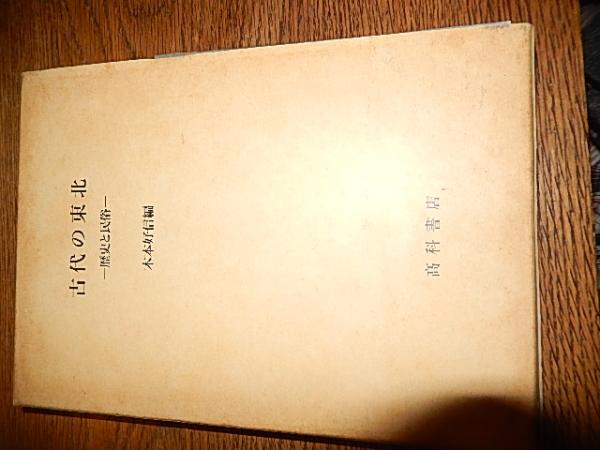 古代の東北
―歴史と民俗―
木本好信編
高科書店